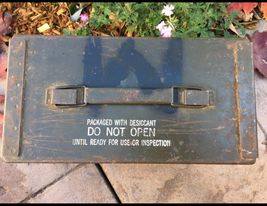 PACKAGED WITH DESICCANT
DO NOT OPEN
UNTIL READY FOR USE OR INSPECTION